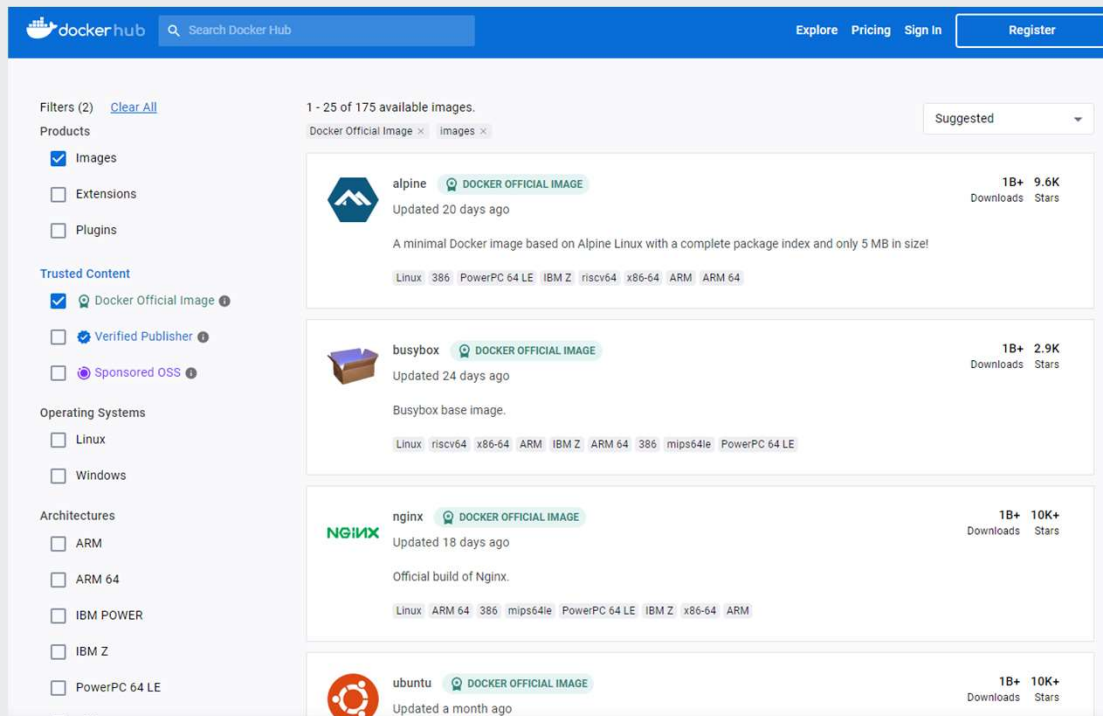 dockerhub
Search Docker Hub
Explore Pricing Sign In Register
Filters (2) Clear All
Products
Images
Extensions
Plugins
Trusted Content
Docker Official Image
Verified Publisher
Sponsored OSS
Operating Systems
Linux
Windows
Architectures
ARM
ARM 64
IBM POWER
IBM Z
PowerPC 64 LE
1 - 25 of 175 available images.
Docker Official Image × images ×
Suggested
alpine DOCKER OFFICIAL IMAGE
1B+ 9.6K
Downloads Stars
Updated 20 days ago
A minimal Docker image based on Alpine Linux with a complete package index and only 5 MB in size!
Linux 386 PowerPC 64 LE IBM Z riscv64 x86-64 ARM ARM 64
busybox DOCKER OFFICIAL IMAGE
1B+ 2.9K
Downloads Stars
Updated 24 days ago
Busybox base image.
Linux riscv64 x86-64 ARM IBM Z ARM 64 386 mips64le PowerPC 64 LE
NGINX
nginx DOCKER OFFICIAL IMAGE
1B+ 10K+
Downloads Stars
Updated 18 days ago
Official build of Nginx.
Linux ARM 64 386 mips64le PowerPC 64 LE IBM Z x86-64 ARM
ubuntu DOCKER OFFICIAL IMAGE
1B+ 10K+
Downloads Stars
Updated a month ago